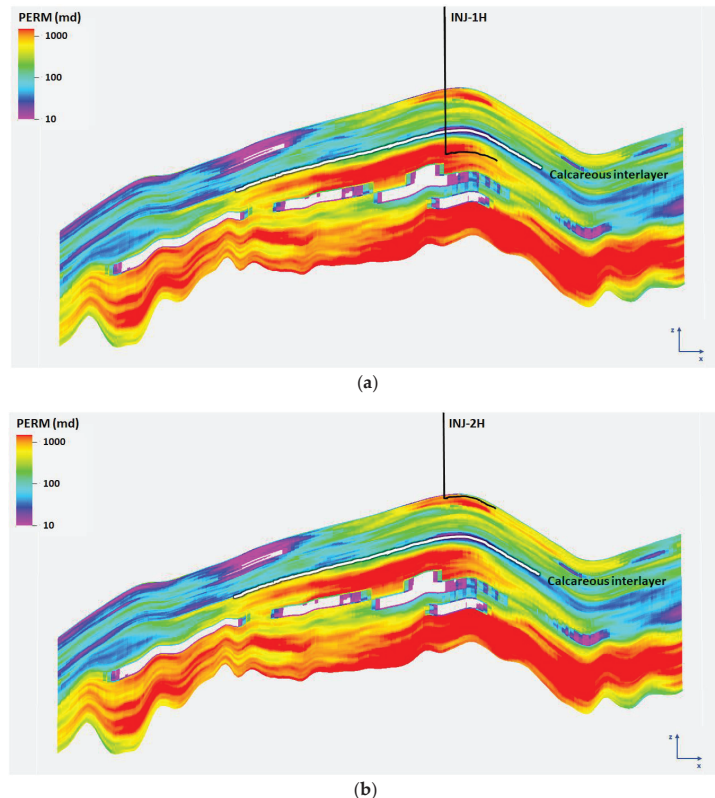 PERM (md)
INJ-1H
1000
100
10
Calcareous interlayer
z
x
(a)
PERM (md)
INJ-2H
1000
100
10
Calcareous interlayer
z
x
(b)